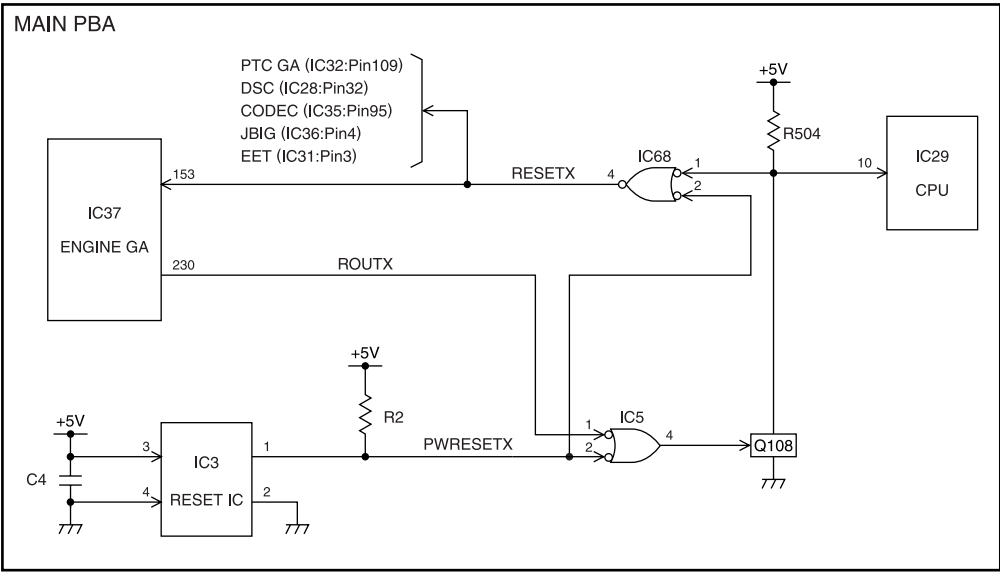 MAIN PBA
PTC GA (IC32:Pin109)
DSC (IC28:Pin32)
CODEC (IC35:Pin95)
JBIG (IC36:Pin4)
EET (IC31:Pin3)
+5V
R504
IC29
CPU
10
IC68
1
2
4
RESETX
153
IC37
ENGINE GA
230
ROUTX
+5V
R2
+5V
C4
3
4
IC3
RESET IC
1
2
PWRESETX
IC5
1
2
4
Q108